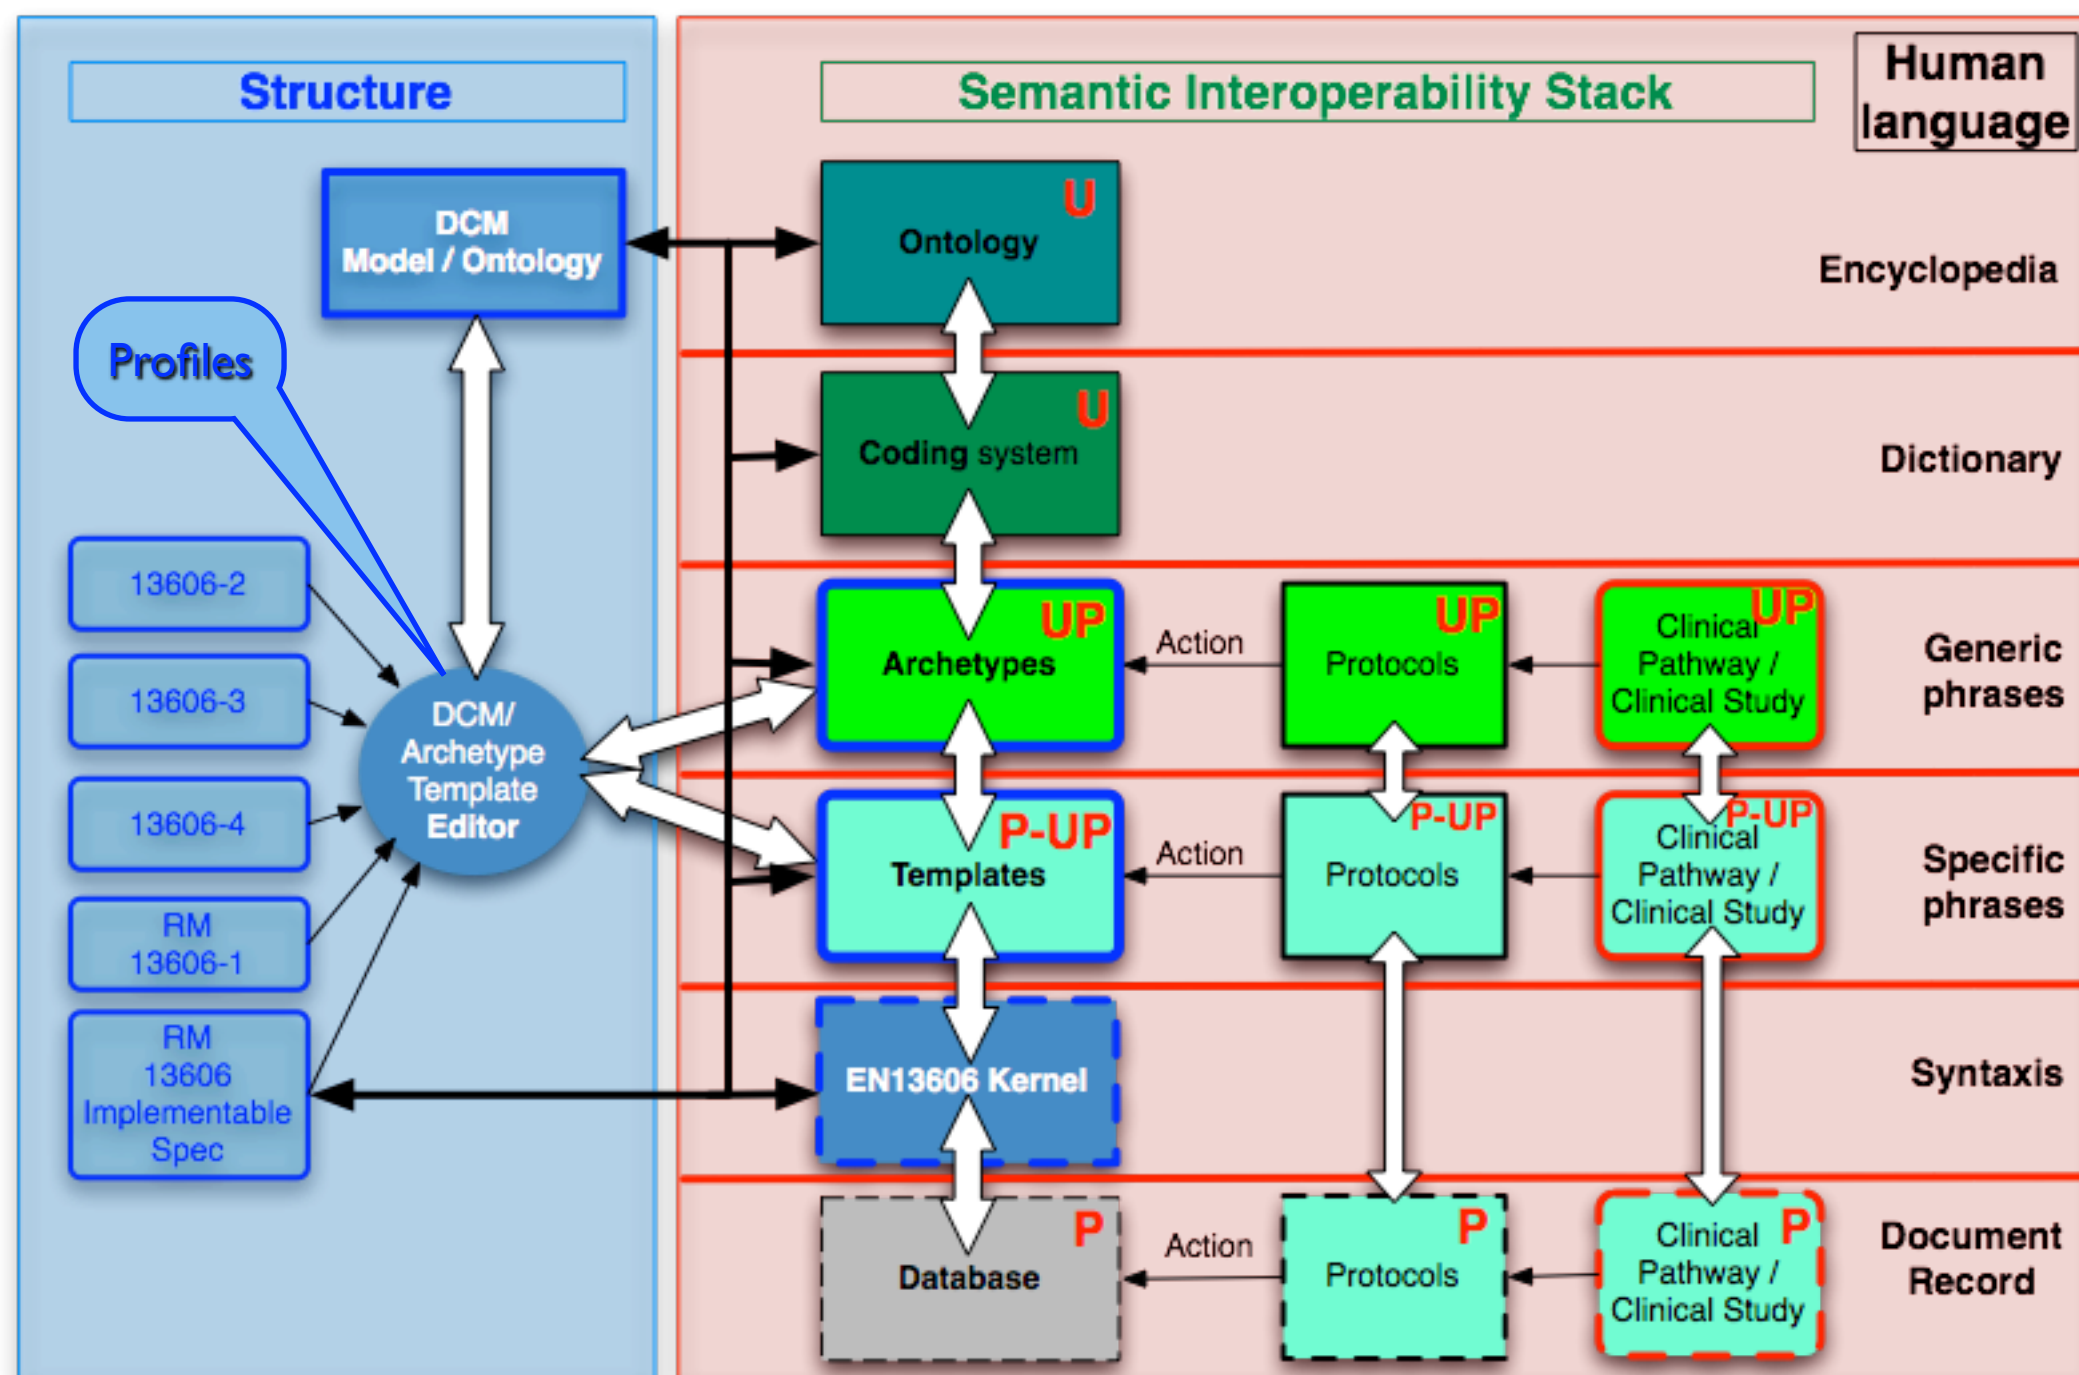 Structure
Semantic Interoperability Stack
Human
language
DCM
Model / Ontology
U
Ontology
Encyclopedia
Profiles
U
Coding system
Dictionary
13606-2
13606-3
13606-4
RM
13606-1
RM
13606
Implementable
Spec
DCM/
Archetype
Template
Editor
UP
Archetypes
Action
UP
Protocols
UP
Clinical
Pathway /
Clinical Study
Generic
phrases
P-UP
Templates
Action
P-UP
Protocols
P-UP
Clinical
Pathway /
Clinical Study
Specific
phrases
EN13606 Kernel
Syntaxis
P
Database
Action
P
Protocols
P
Clinical
Pathway /
Clinical Study
Document
Record